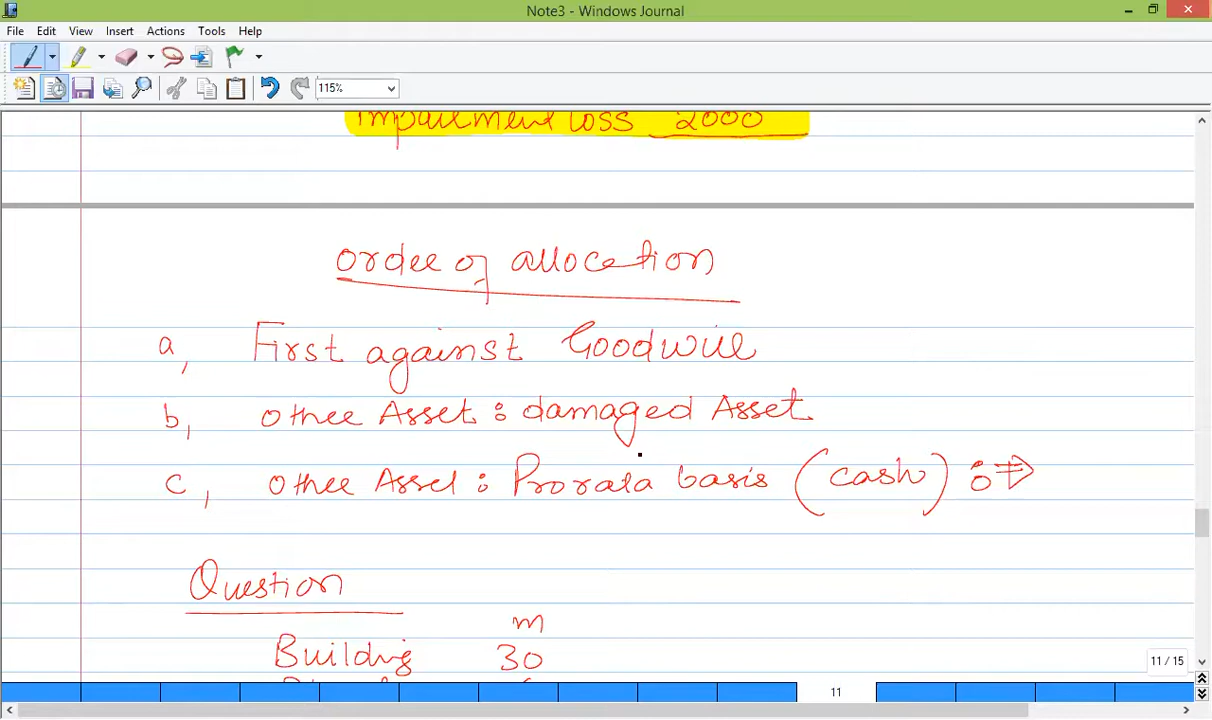 Note3 - Windows Journal
File Edit View Insert Actions Tools Help
115%
Impairment loss 2000
order of allocation
a, First against Goodwill
b, other Asset : damaged Asset
c, other Asset : Prorata basis (cash) :
Question
m
Building 30
11 / 15
11